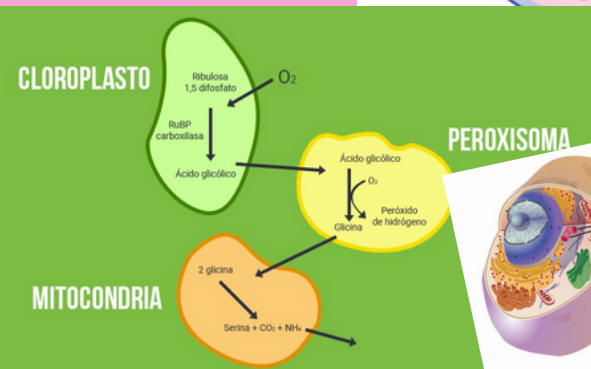 CLOROPLASTO
Ribulosa
1,5 difosfato
O₂
RuBP
carboxilasa
Ácido glicólico
PEROXISOMA
Ácido glicólico
O₂
Peróxido
de hidrógeno
Glicina
MITOCONDRIA
2 glicina
Serina + CO₂ + NH₄